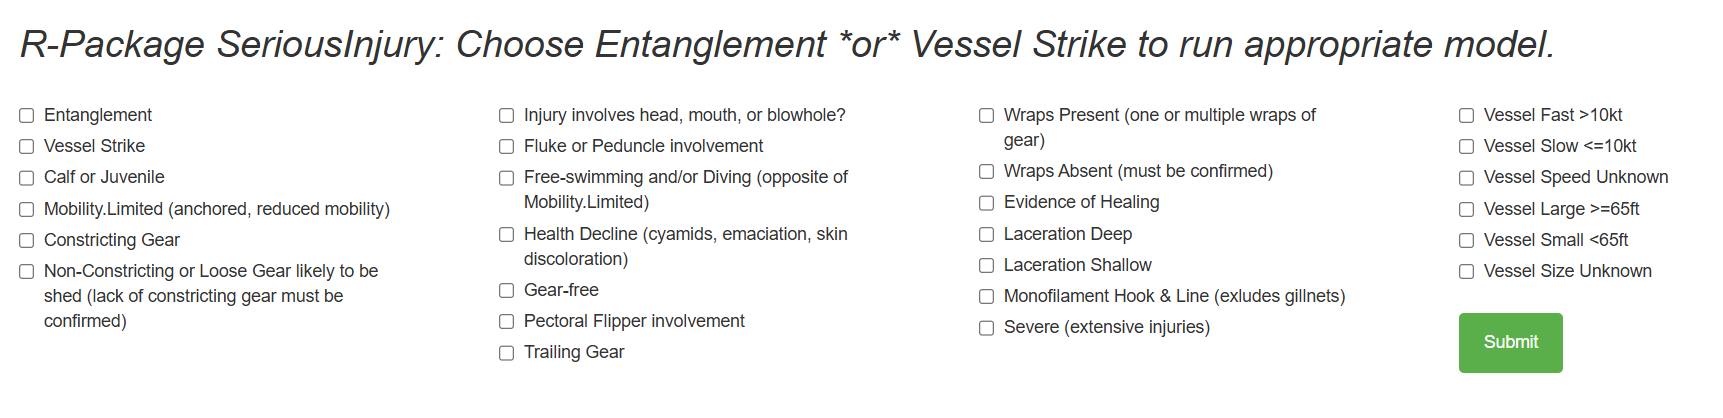 R-Package SeriousInjury: Choose Entanglement *or* Vessel Strike to run appropriate model.
Entanglement
Vessel Strike
Calf or Juvenile
Mobility.Limited (anchored, reduced mobility)
Constricting Gear
Non-Constricting or Loose Gear likely to be
shed (lack of constricting gear must be
confirmed)
Injury involves head, mouth, or blowhole?
Fluke or Peduncle involvement
Free-swimming and/or Diving (opposite of
Mobility.Limited)
Health Decline (cyamids, emaciation, skin
discoloration)
Gear-free
Pectoral Flipper involvement
Trailing Gear
Wraps Present (one or multiple wraps of
gear)
Wraps Absent (must be confirmed)
Evidence of Healing
Laceration Deep
Laceration Shallow
Monofilament Hook & Line (exludes gillnets)
Severe (extensive injuries)
Vessel Fast >10kt
Vessel Slow <=10kt
Vessel Speed Unknown
Vessel Large >=65ft
Vessel Small <65ft
Vessel Size Unknown
Submit